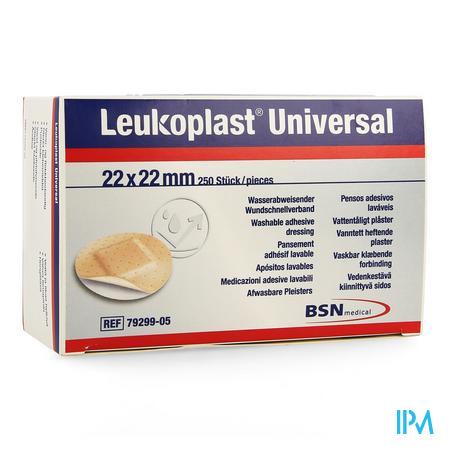 Leukoplast® Universal
22 x 22 mm 250 Stück/pieces
Wasserabweisender
Wundschnellverband
Washable adhesive
dressing
Pansement
adhésif lavable
Apósitos lavables
Medicazioni adesive lavabili
Afwasbare Pleisters
Pensos adesivos
laváveis
Vattentåligt plåster
Vanntett heftende
plaster
Vaskbar klæbende
forbinding
Vedenkestävä
kiinnittyvä sidos
REF 79299-05
BSN medical
Leukoplast Universal
IPM